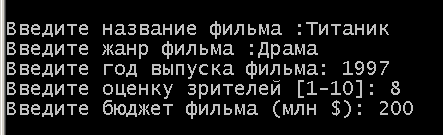 Введите название фильма :Титаник
Введите жанр фильма :Драма
Введите год выпуска фильма: 1997
Введите оценку зрителей [1-10]: 8
Введите бюджет фильма (млн $): 200